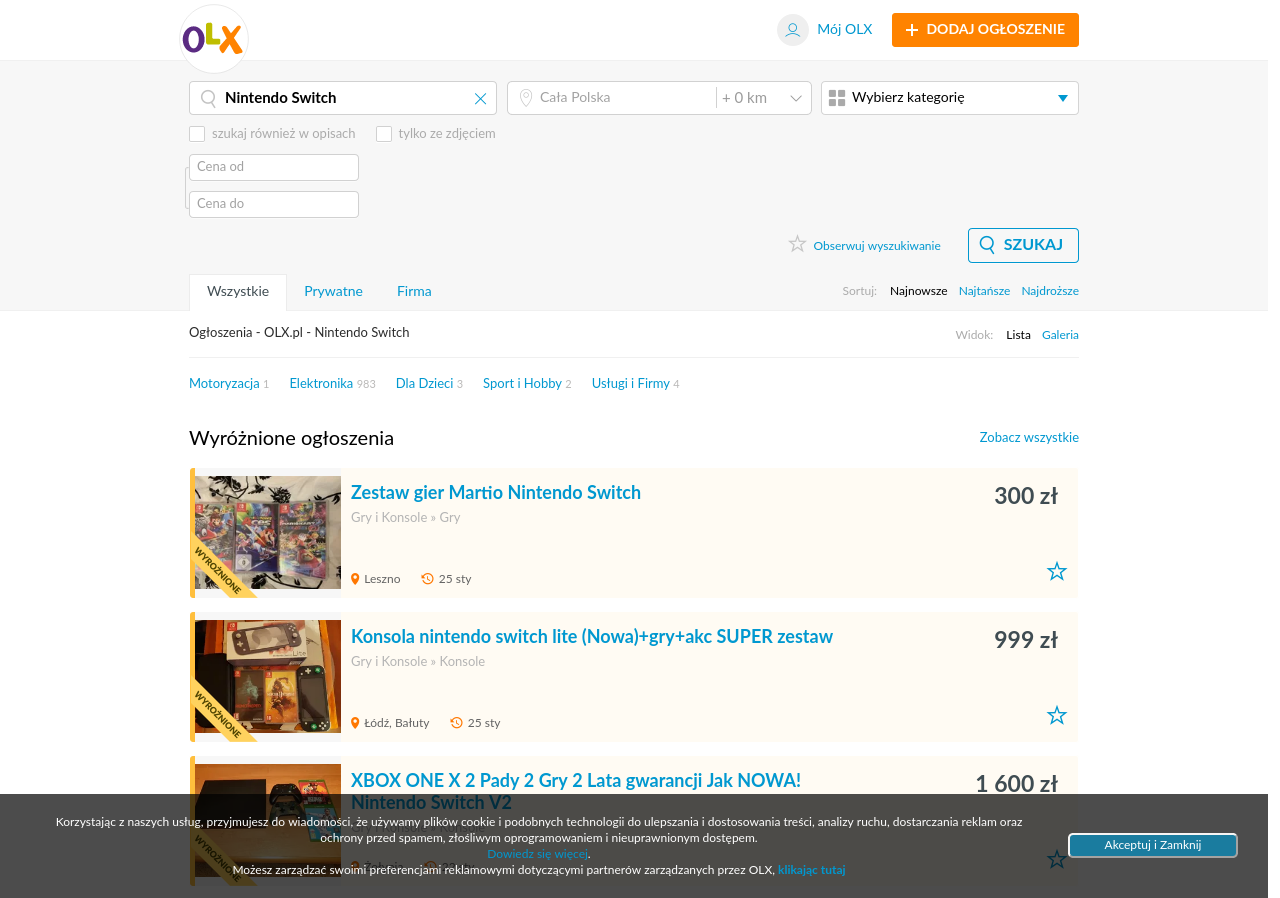 OLX
Mój OLX
DODAJ OGŁOSZENIE
Nintendo Switch
Cała Polska
+ 0 km
Wybierz kategorię
szukaj również w opisach
tylko ze zdjęciem
Cena od
Cena do
Obserwuj wyszukiwanie
SZUKAJ
Wszystkie
Prywatne
Firma
Sortuj: Najnowsze Najtańsze Najdroższe
Ogłoszenia - OLX.pl - Nintendo Switch
Widok: Lista Galeria
Motoryzacja 1 Elektronika 983 Dla Dzieci 3 Sport i Hobby 2 Usługi i Firmy 4
Wyróżnione ogłoszenia
Zobacz wszystkie
Zestaw gier Martio Nintendo Switch
300 zł
Gry i Konsole » Gry
WYRÓŻNIONE
Leszno
25 sty
Konsola nintendo switch lite (Nowa)+gry+akc SUPER zestaw
999 zł
Gry i Konsole » Konsole
WYRÓŻNIONE
Łódź, Bałuty
25 sty
XBOX ONE X 2 Pady 2 Gry 2 Lata gwarancji Jak NOWA!
Nintendo Switch V2
1 600 zł
WYRÓŻNIONE
Korzystając z naszych usług, przyjmujesz do wiadomości, że używamy plików cookie i podobnych technologii do ulepszania i dostosowania treści, analizy ruchu, dostarczania reklam oraz
ochrony przed spamem, złośliwym oprogramowaniem i nieuprawnionym dostępem.
Dowiedz się więcej.
Możesz zarządzać swoimi preferencjami reklamowymi dotyczącymi partnerów zarządzanych przez OLX, klikając tutaj
Akceptuj i Zamknij